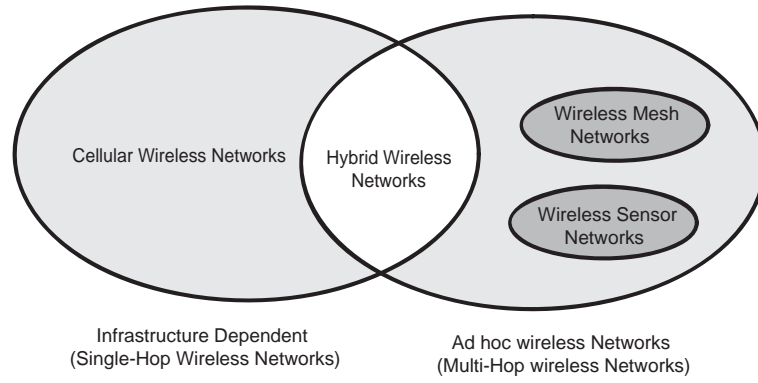 Cellular Wireless Networks
Hybrid Wireless
Networks
Wireless Mesh
Networks
Wireless Sensor
Networks
Infrastructure Dependent
(Single-Hop Wireless Networks)
Ad hoc wireless Networks
(Multi-Hop wireless Networks)